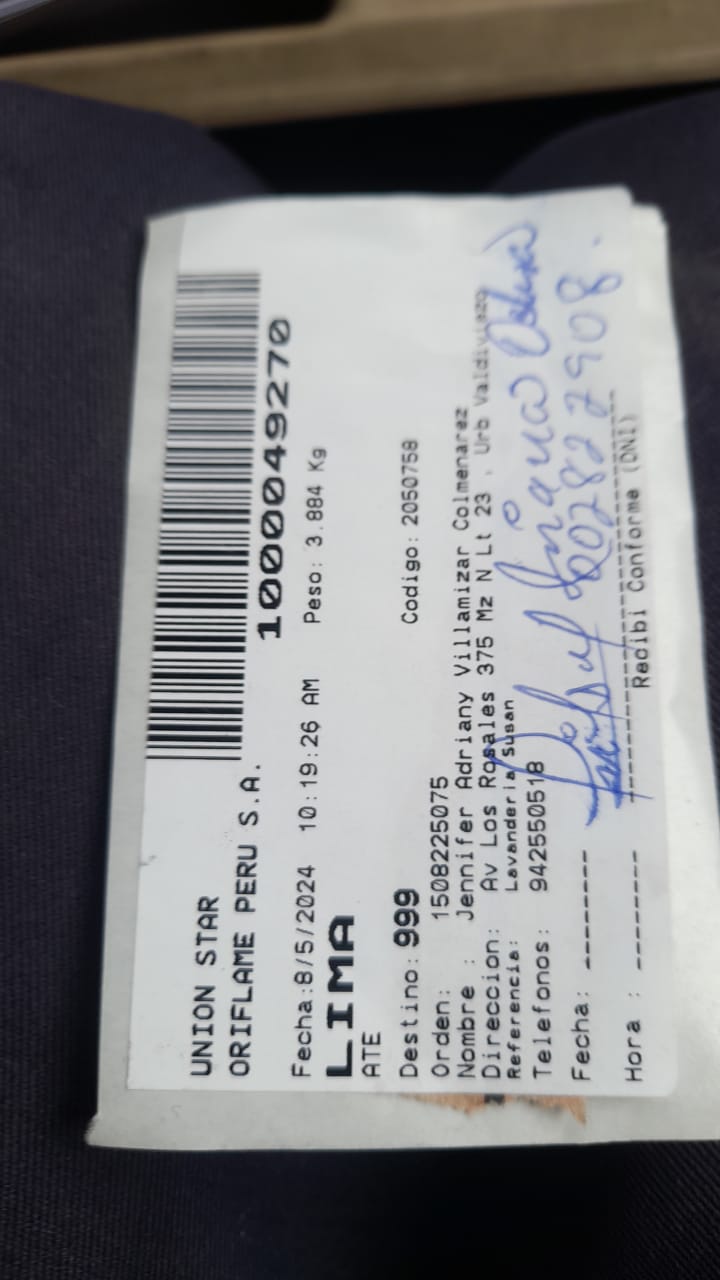 UNION STAR
ORIFLAME PERU S.A.
1000049270
Fecha:8/5/2024 10:19:26 AM Peso: 3.884 Kg
LIMA
ATE
Destino: 999 Codigo: 2050758
Orden: 1508225075
Nombre : Jennifer Adriany Villamizar Colmenarez
Direccion: Av Los Rosales 375 Mz N Lt 23 . Urb Valdiviezo
Referencia: Lavanderia Susan
Telefonos: 942550518
Fecha: --------
Hora : --------
Recibi Conforme (DNI)